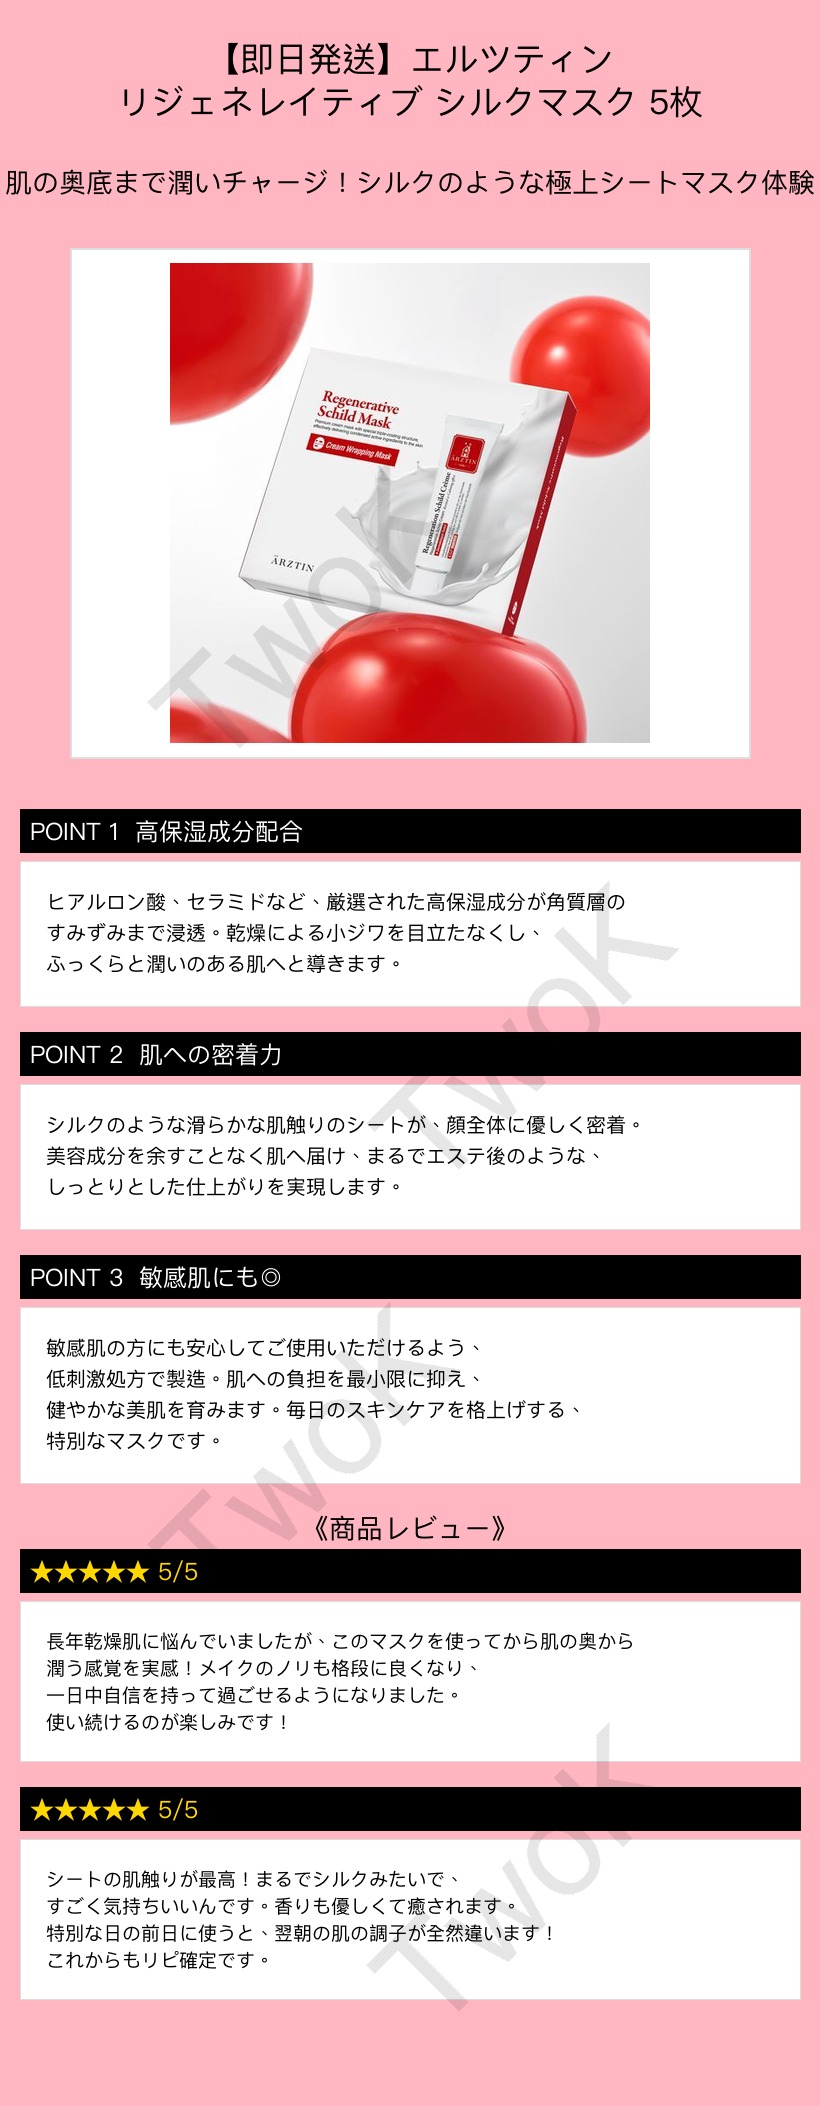 【即日発送】エルツティン
リジェネレイティブ シルクマスク 5枚
肌の奥底まで潤いチャージ！シルクのような極上シートマスク体験
Regenerative
Schild Mask
Premium cream mask with special triple-coating structure,
effectively delivering condensed active ingredients to the skin
Cream Wrapping Mask
ÄRZTIN
Regeneration Schild Crème
ÄRZTIN
Regenerative Schild Mask
TwoK
POINT 1 高保湿成分配合
ヒアルロン酸、セラミドなど、厳選された高保湿成分が角質層の
すみずみまで浸透。乾燥による小ジワを目立たなくし、
ふっくらと潤いのある肌へと導きます。
TwoK
POINT 2 肌への密着力
シルクのような滑らかな肌触りのシートが、顔全体に優しく密着。
美容成分を余すことなく肌へ届け、まるでエステ後のような、
しっとりとした仕上がりを実現します。
POINT 3 敏感肌にも◎
敏感肌の方にも安心してご使用いただけるよう、
低刺激処方で製造。肌への負担を最小限に抑え、
健やかな美肌を育みます。毎日のスキンケアを格上げする、
特別なマスクです。
TwoK
《商品レビュー》
★★★★★ 5/5
長年乾燥肌に悩んでいましたが、このマスクを使ってから肌の奥から
潤う感覚を実感！メイクのノリも格段に良くなり、
一日中自信を持って過ごせるようになりました。
使い続けるのが楽しみです！
★★★★★ 5/5
シートの肌触りが最高！まるでシルクみたいで、
すごく気持ちいいんです。香りも優しくて癒されます。
特別な日の前日に使うと、翌朝の肌の調子が全然違います！
これからもリピ確定です。
TwoK